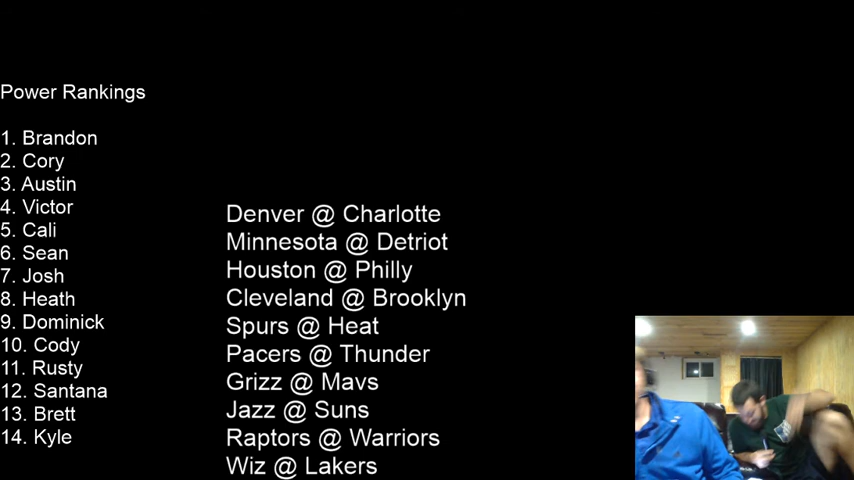 Power Rankings
1. Brandon
2. Cory
3. Austin
4. Victor
5. Cali
6. Sean
7. Josh
8. Heath
9. Dominick
10. Cody
11. Rusty
12. Santana
13. Brett
14. Kyle
Denver @ Charlotte
Minnesota @ Detriot
Houston @ Philly
Cleveland @ Brooklyn
Spurs @ Heat
Pacers @ Thunder
Grizz @ Mavs
Jazz @ Suns
Raptors @ Warriors
Wiz @ Lakers